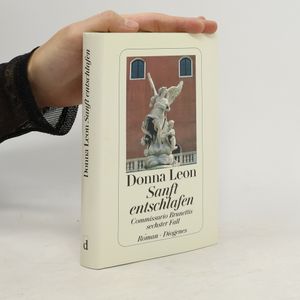 Donna Leon Sanft entschlafen
d
Donna Leon
Sanft
entschlafen
Commissario Brunettis
sechster Fall
Roman · Diogenes